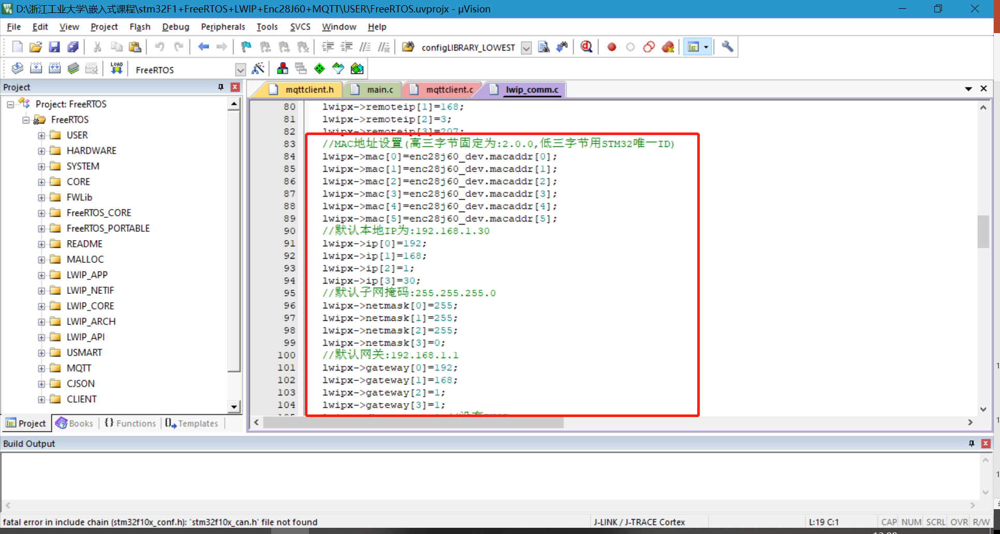 D:\浙江工业大学\嵌入式课程\stm32F1+FreeRTOS+LWIP+Enc28J60+MQTT\USER\FreeRTOS.uvprojx - µVision
File Edit View Project Flash Debug Peripherals Tools SVCS Window Help
configLIBRARY_LOWEST
LOAD FreeRTOS
Project
mqttclient.h main.c mqttclient.c lwip_comm.c
Project: FreeRTOS
FreeRTOS
USER
HARDWARE
SYSTEM
CORE
FWLib
FreeRTOS_CORE
FreeRTOS_PORTABLE
README
MALLOC
LWIP_APP
LWIP_NETIF
LWIP_CORE
LWIP_ARCH
LWIP_API
USMART
MQTT
CJSON
CLIENT
Project Books {} Functions Templates
80 lwipx->remoteip[1]=168;
81 lwipx->remoteip[2]=3;
82 lwipx->remoteip[3]=207;
83 //MAC地址设置(高三字节固定为:2.0.0,低三字节用STM32唯一ID)
84 lwipx->mac[0]=enc28j60_dev.macaddr[0];
85 lwipx->mac[1]=enc28j60_dev.macaddr[1];
86 lwipx->mac[2]=enc28j60_dev.macaddr[2];
87 lwipx->mac[3]=enc28j60_dev.macaddr[3];
88 lwipx->mac[4]=enc28j60_dev.macaddr[4];
89 lwipx->mac[5]=enc28j60_dev.macaddr[5];
90 //默认本地IP为:192.168.1.30
91 lwipx->ip[0]=192;
92 lwipx->ip[1]=168;
93 lwipx->ip[2]=1;
94 lwipx->ip[3]=30;
95 //默认子网掩码:255.255.255.0
96 lwipx->netmask[0]=255;
97 lwipx->netmask[1]=255;
98 lwipx->netmask[2]=255;
99 lwipx->netmask[3]=0;
100 //默认网关:192.168.1.1
101 lwipx->gateway[0]=192;
102 lwipx->gateway[1]=168;
103 lwipx->gateway[2]=1;
104 lwipx->gateway[3]=1;
Build Output
fatal error in include chain (stm32f10x_conf.h): 'stm32f10x_can.h' file not found J-LINK / J-TRACE Cortex L:19 C:1 CAP NUM SCRL OVR R/W